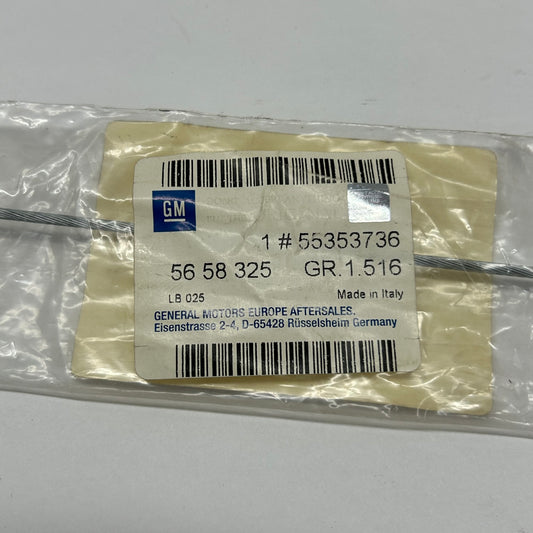 GM
1 # 55353736
56 58 325 GR.1.516
LB 025 Made in Italy
GENERAL MOTORS EUROPE AFTERSALES.
Eisenstrasse 2-4, D-65428 Rüsselsheim Germany